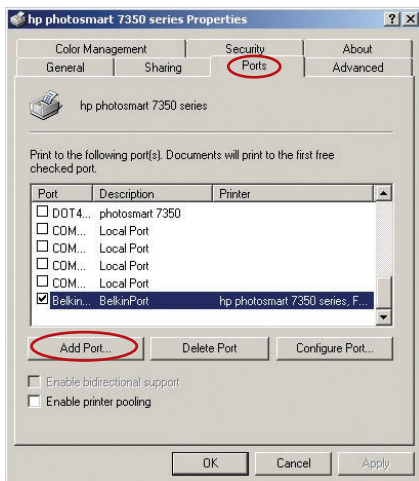 hp photosmart 7350 series Properties
Color Management Security About
General Sharing Ports Advanced
hp photosmart 7350 series
Print to the following port(s). Documents will print to the first free
checked port.
Port Description Printer
DOT4... photosmart 7350
COM... Local Port
COM... Local Port
COM... Local Port
COM... Local Port
Belkin... BelkinPort hp photosmart 7350 series, F...
Add Port... Delete Port Configure Port...
Enable bidirectional support
Enable printer pooling
OK Cancel Apply